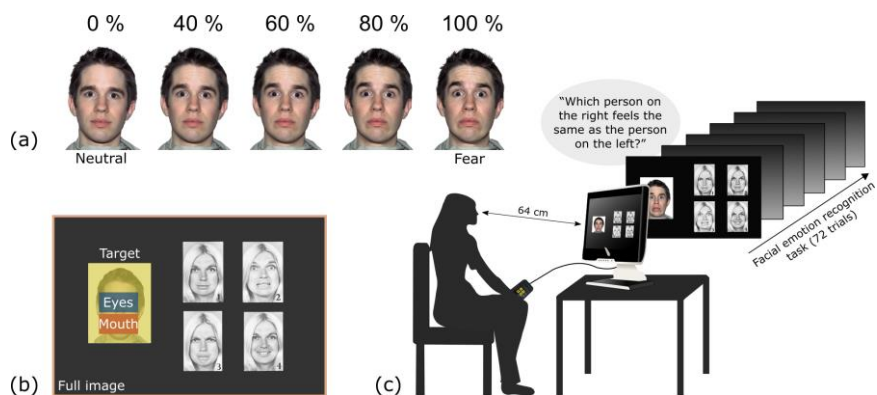 0 %
40 %
60 %
80 %
100 %
(a)
Neutral
Fear
“Which person on
the right feels the
same as the person
on the left?”
64 cm
Facial emotion recognition
task (72 trials)
Target
Eyes
Mouth
1
2
3
4
(b)
Full image
(c)